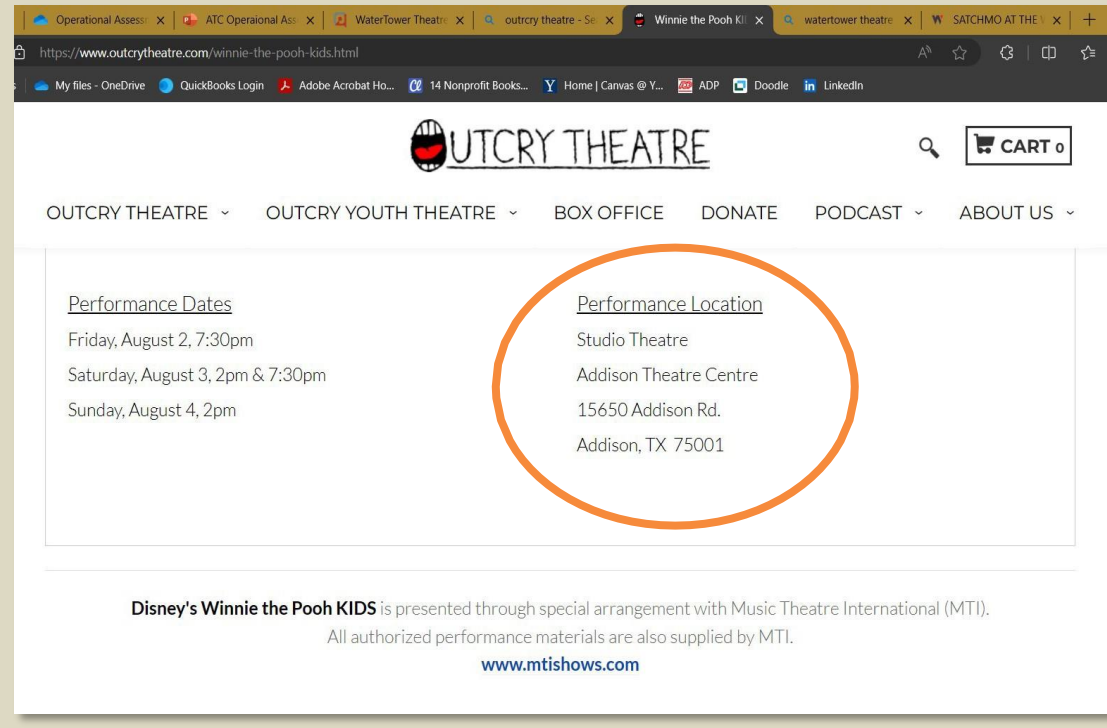 Operational Assessm
ATC Operaional Ass
WaterTower Theatre
outrcry theatre - Se
Winnie the Pooh KI
watertower theatre
SATCHMO AT THE
https://www.outcrytheatre.com/winnie-the-pooh-kids.html
My files - OneDrive
QuickBooks Login
Adobe Acrobat Ho...
14 Nonprofit Books...
Home | Canvas @ Y...
ADP
Doodle
LinkedIn
OUTCRY THEATRE
CART 0
OUTCRY THEATRE
OUTCRY YOUTH THEATRE
BOX OFFICE
DONATE
PODCAST
ABOUT US
Performance Dates
Friday, August 2, 7:30pm
Saturday, August 3, 2pm & 7:30pm
Sunday, August 4, 2pm
Performance Location
Studio Theatre
Addison Theatre Centre
15650 Addison Rd.
Addison, TX 75001
Disney's Winnie the Pooh KIDS is presented through special arrangement with Music Theatre International (MTI).
All authorized performance materials are also supplied by MTI.
www.mtishows.com